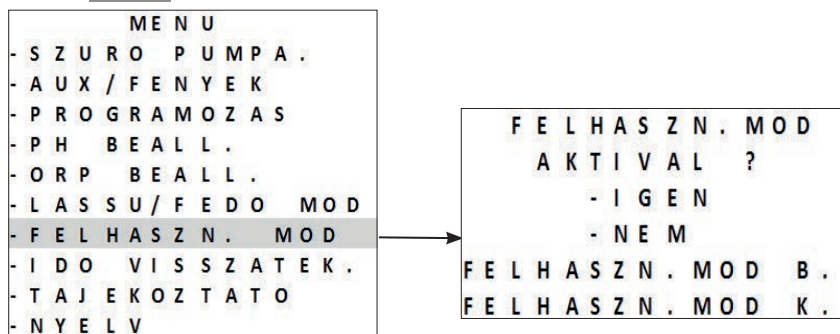 MENU
-SZURO PUMPA.
-AUX/FENYEK
-PROGRAMOZAS
-PH BEALL.
-ORP BEALL.
-LASSU/FEDO MOD
-FELHASZN. MOD
-IDO VISSZATEK.
-TAJEKOZTATO
-NYELV
FELHASZN. MOD
AKTIVAL ?
-IGEN
-NEM
FELHASZN. MOD B.
FELHASZN. MOD K.